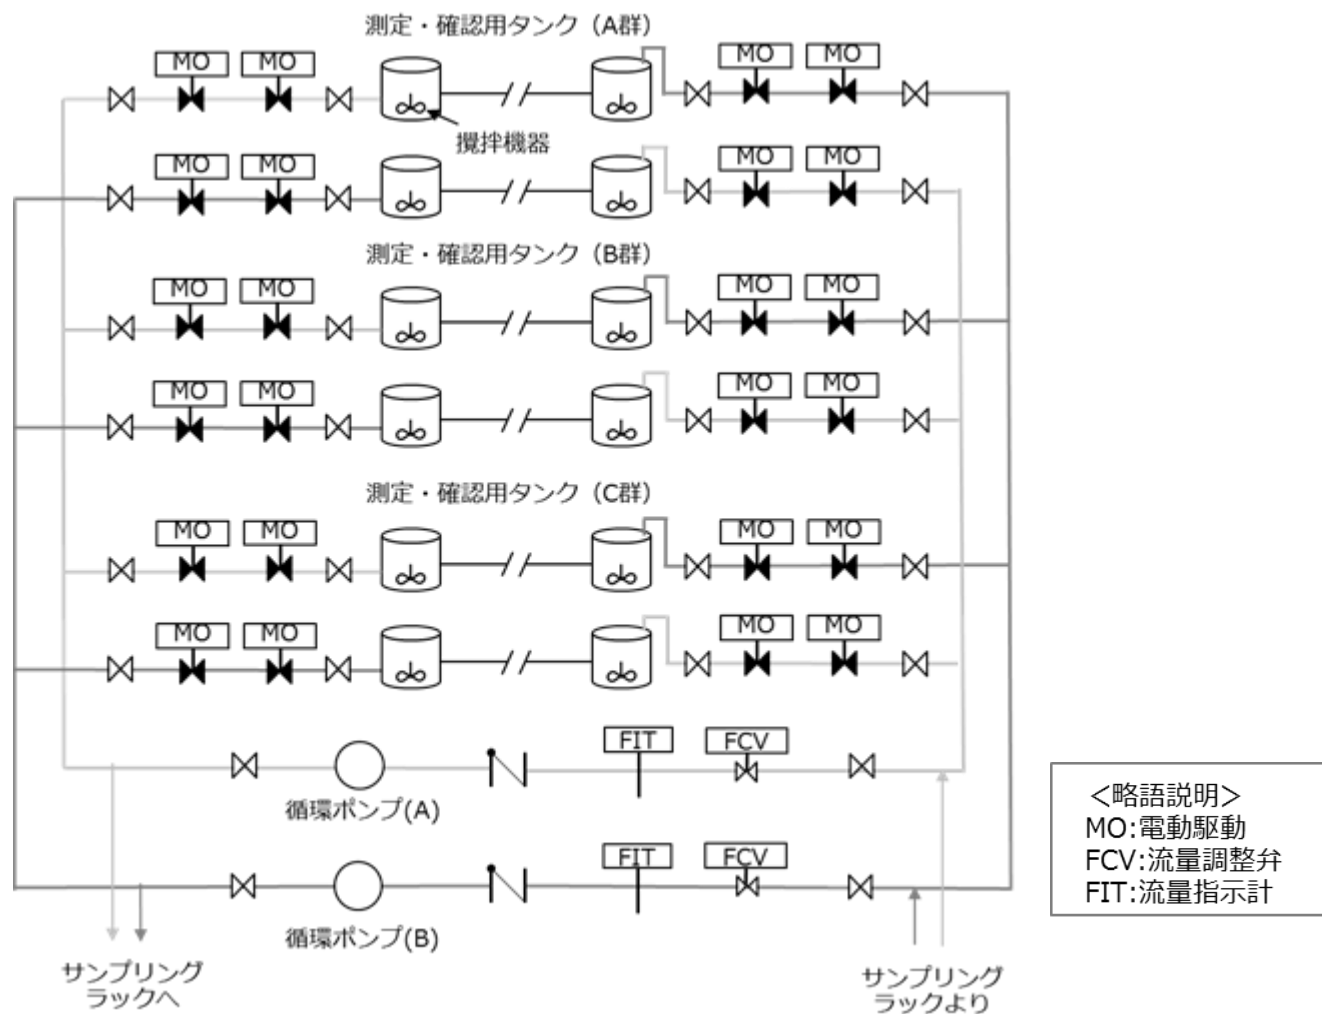 測定・確認用タンク（A群）
MO MO MO MO
攪拌機器
MO MO MO MO
測定・確認用タンク（B群）
MO MO MO MO
MO MO MO MO
測定・確認用タンク（C群）
MO MO MO MO
MO MO MO MO
FIT FCV
循環ポンプ(A)
FIT FCV
循環ポンプ(B)
サンプリング
ラックへ
サンプリング
ラックより
＜略語説明＞
MO:電動駆動
FCV:流量調整弁
FIT:流量指示計